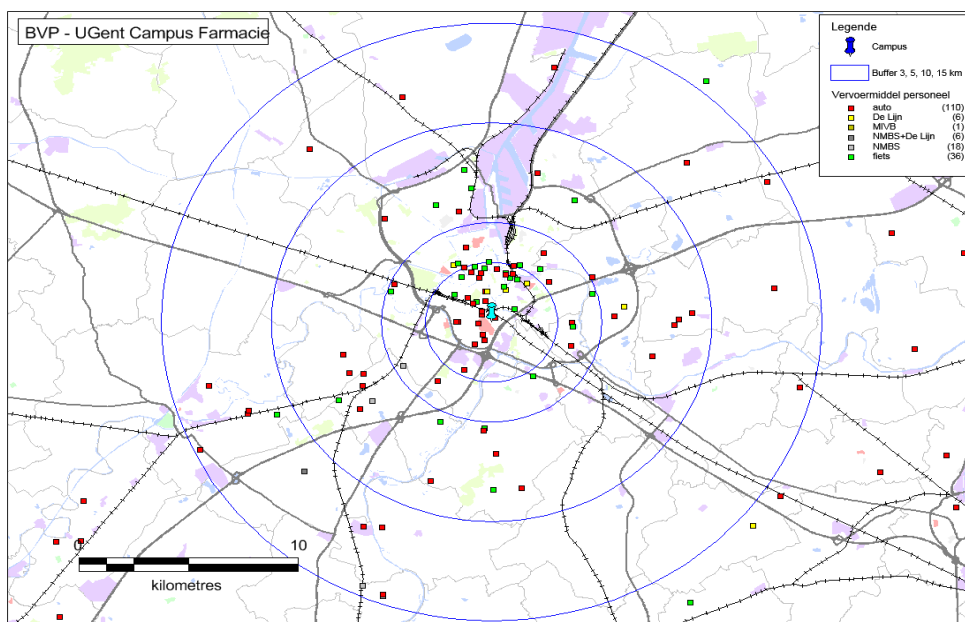 BVP - UGent Campus Farmacie
Legende
Campus
Buffer 3, 5, 10, 15 km
Vervoermiddel personeel
auto (110)
De Lijn (6)
MIVB (1)
NMBS+De Lijn (6)
NMBS (18)
fiets (36)
0 10
kilometres